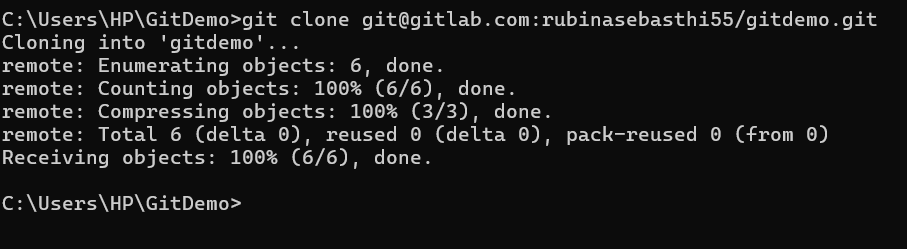 C:\Users\HP\GitDemo>git clone git@gitlab.com:rubinasebasthi55/gitdemo.git
Cloning into 'gitdemo'...
remote: Enumerating objects: 6, done.
remote: Counting objects: 100% (6/6), done.
remote: Compressing objects: 100% (3/3), done.
remote: Total 6 (delta 0), reused 0 (delta 0), pack-reused 0 (from 0)
Receiving objects: 100% (6/6), done.
C:\Users\HP\GitDemo>